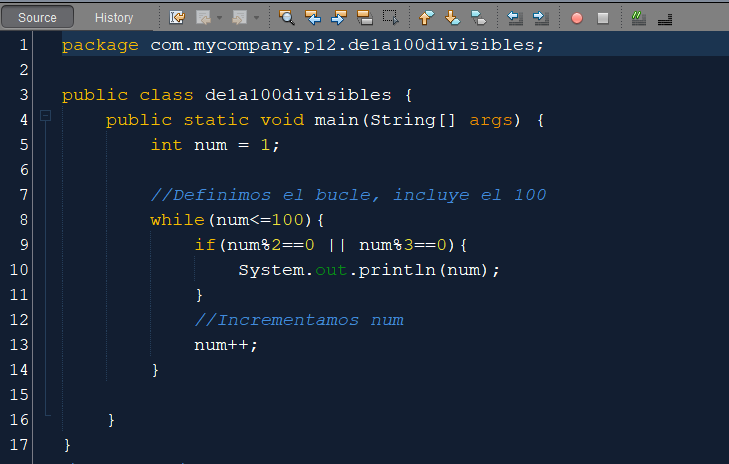 Source History
1 package com.mycompany.p12.de1a100divisibles;
2
3 public class de1a100divisibles {
4 public static void main(String[] args) {
5 int num = 1;
6
7 //Definimos el bucle, incluye el 100
8 while(num<=100){
9 if(num%2==0 || num%3==0){
10 System.out.println(num);
11 }
12 //Incrementamos num
13 num++;
14 }
15
16 }
17 }